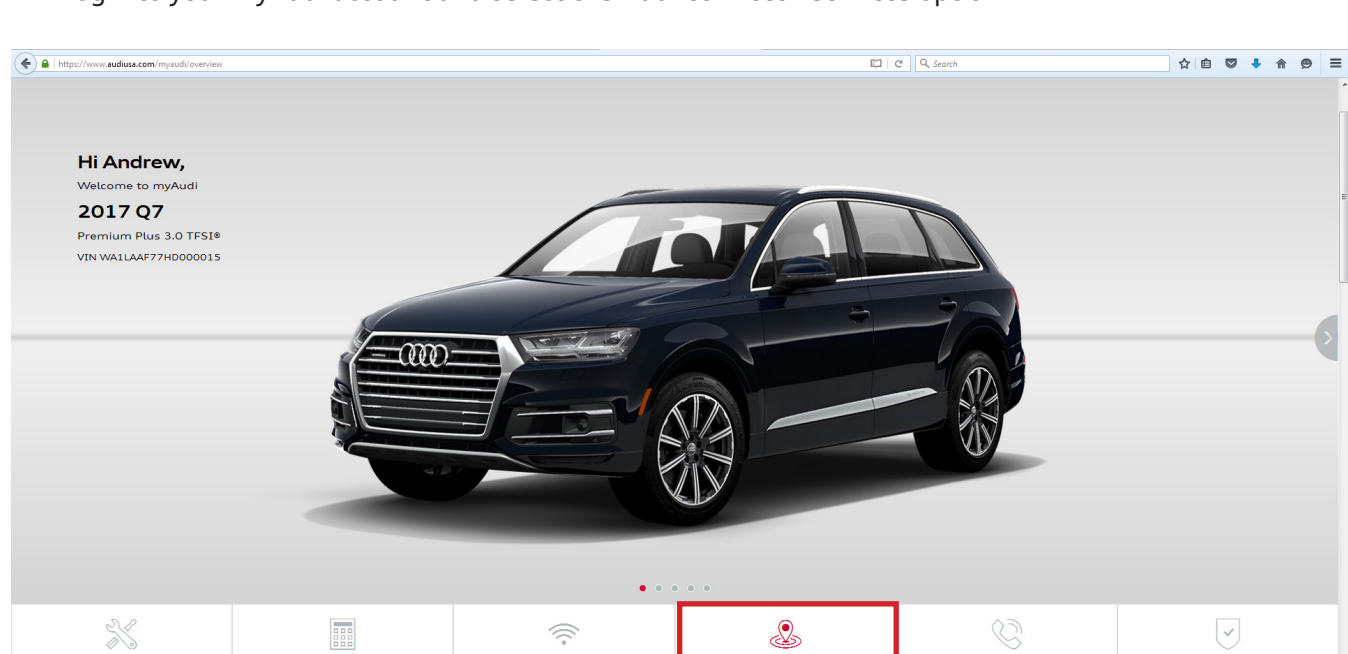 https://www.audiusa.com/myaudi/overview
Search
Hi Andrew,
Welcome to myAudi
2017 Q7
Premium Plus 3.0 TFSI®
VIN WA1LAAF77HD000015